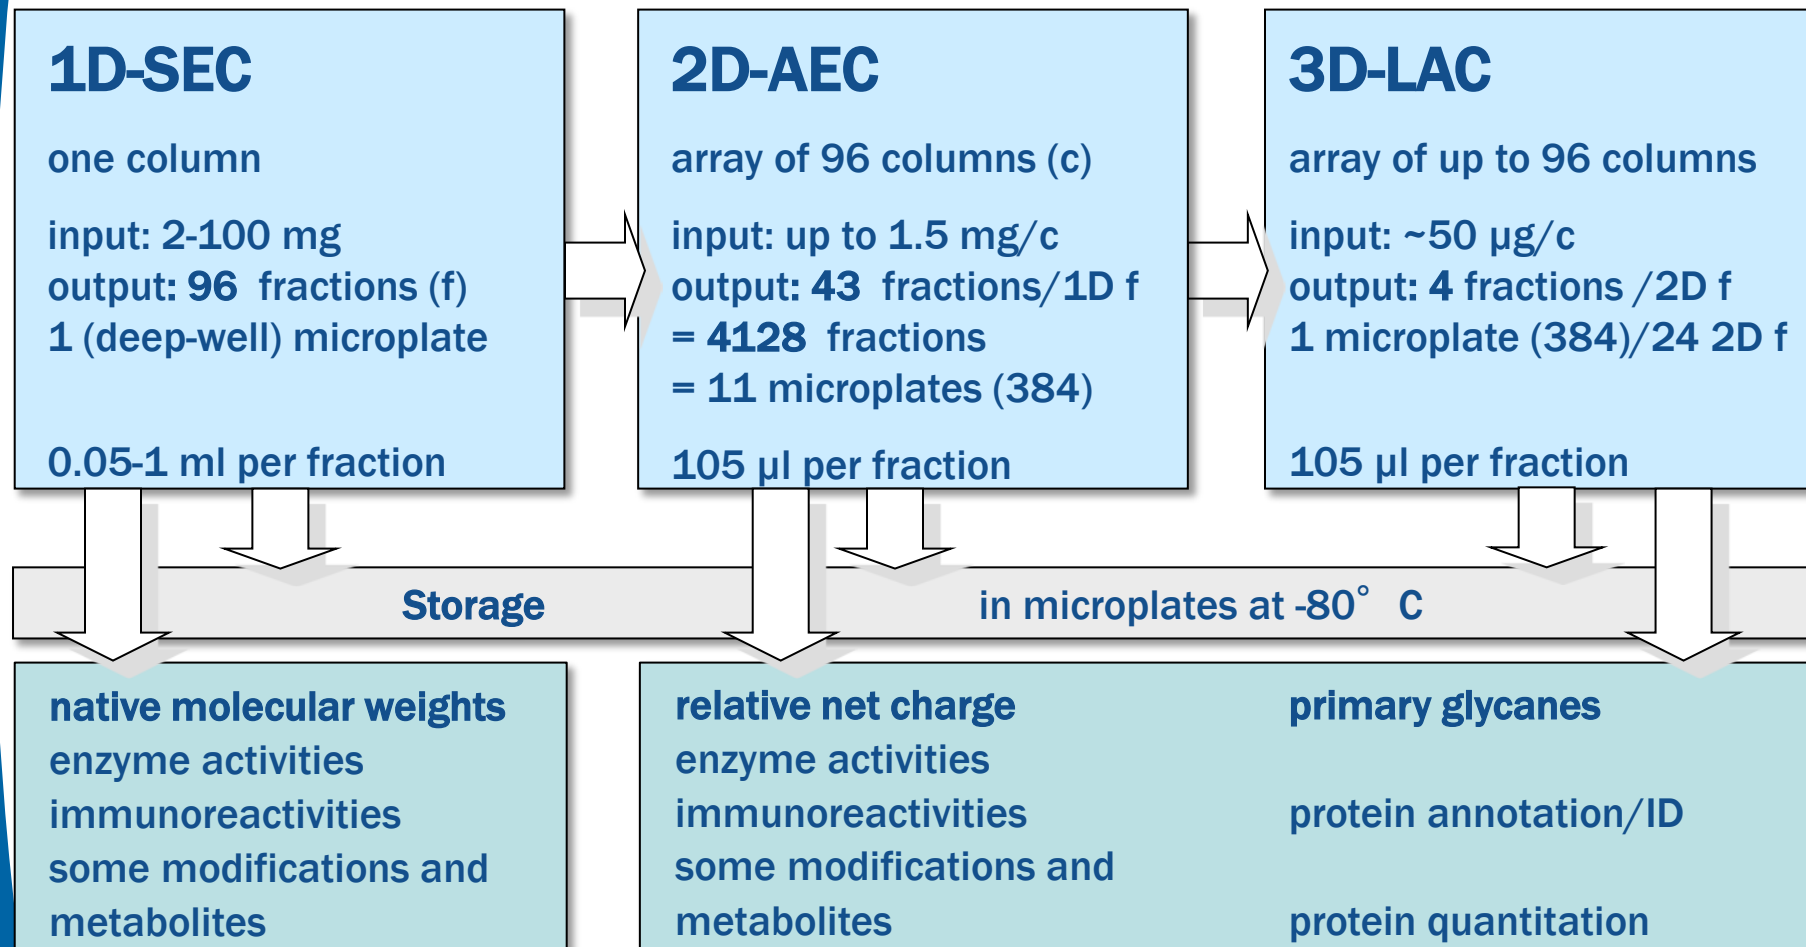 1D-SEC
one column
input: 2-100 mg
output: 96 fractions (f)
1 (deep-well) microplate
0.05-1 ml per fraction
2D-AEC
array of 96 columns (c)
input: up to 1.5 mg/c
output: 43 fractions/1D f
= 4128 fractions
= 11 microplates (384)
105 µl per fraction
3D-LAC
array of up to 96 columns
input: ~50 µg/c
output: 4 fractions /2D f
1 microplate (384)/24 2D f
105 µl per fraction
Storage in microplates at -80° C
native molecular weights
enzyme activities
immunoreactivities
some modifications and
metabolites
relative net charge
enzyme activities
immunoreactivities
some modifications and
metabolites
primary glycanes
protein annotation/ID
protein quantitation